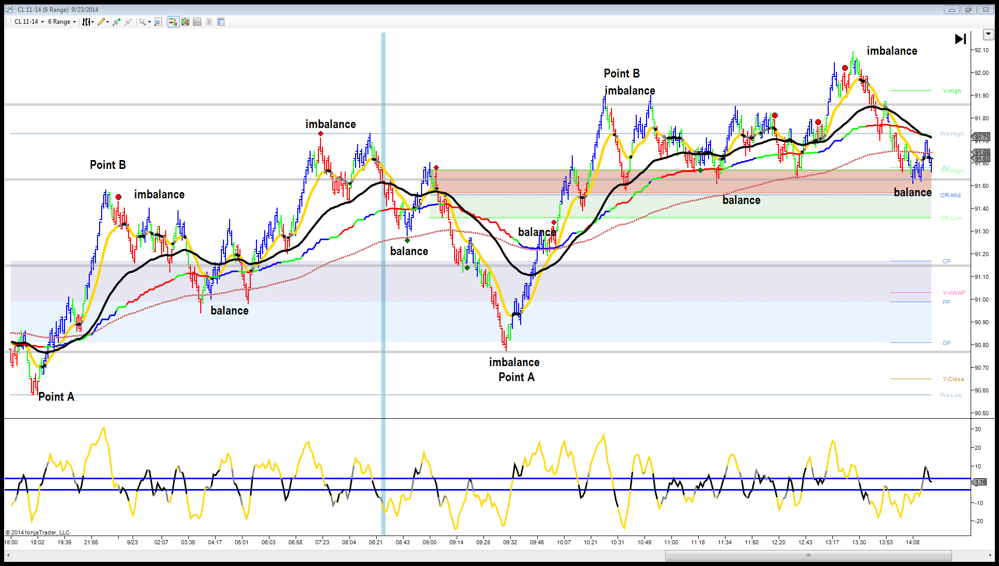 CL 11-14 (6 Range) 9/23/2014
CL 11-14 6 Range
imbalance
92.10
Point B
92.00
imbalance
91.90
Y-High
91.80
imbalance
Pre-High
91.71
91.70
91.65
91.62
91.60
Point B
OR-High
91.50
imbalance
balance
balance
OR-Mid
91.40
OR-Low
balance
91.30
balance
91.20
CP
91.10
Y-VWAP
91.00
PP
balance
90.90
90.80
DP
imbalance
90.70
Point A
Y-Close
Point A
90.60
Pre-Low
90.50
30
20
10
1.16
-10
-20
© 2014 NinjaTrader, LLC
18:00 18:02 19:39 21:55 9/23 02:07 03:35 04:17 05:01 06:03 06:58 07:23 08:04 08:21 08:43 09:00 09:14 09:28 09:32 09:46 10:07 10:21 10:31 10:49 11:00 11:18 11:34 11:50 12:20 12:43 13:17 13:30 13:53 14:08